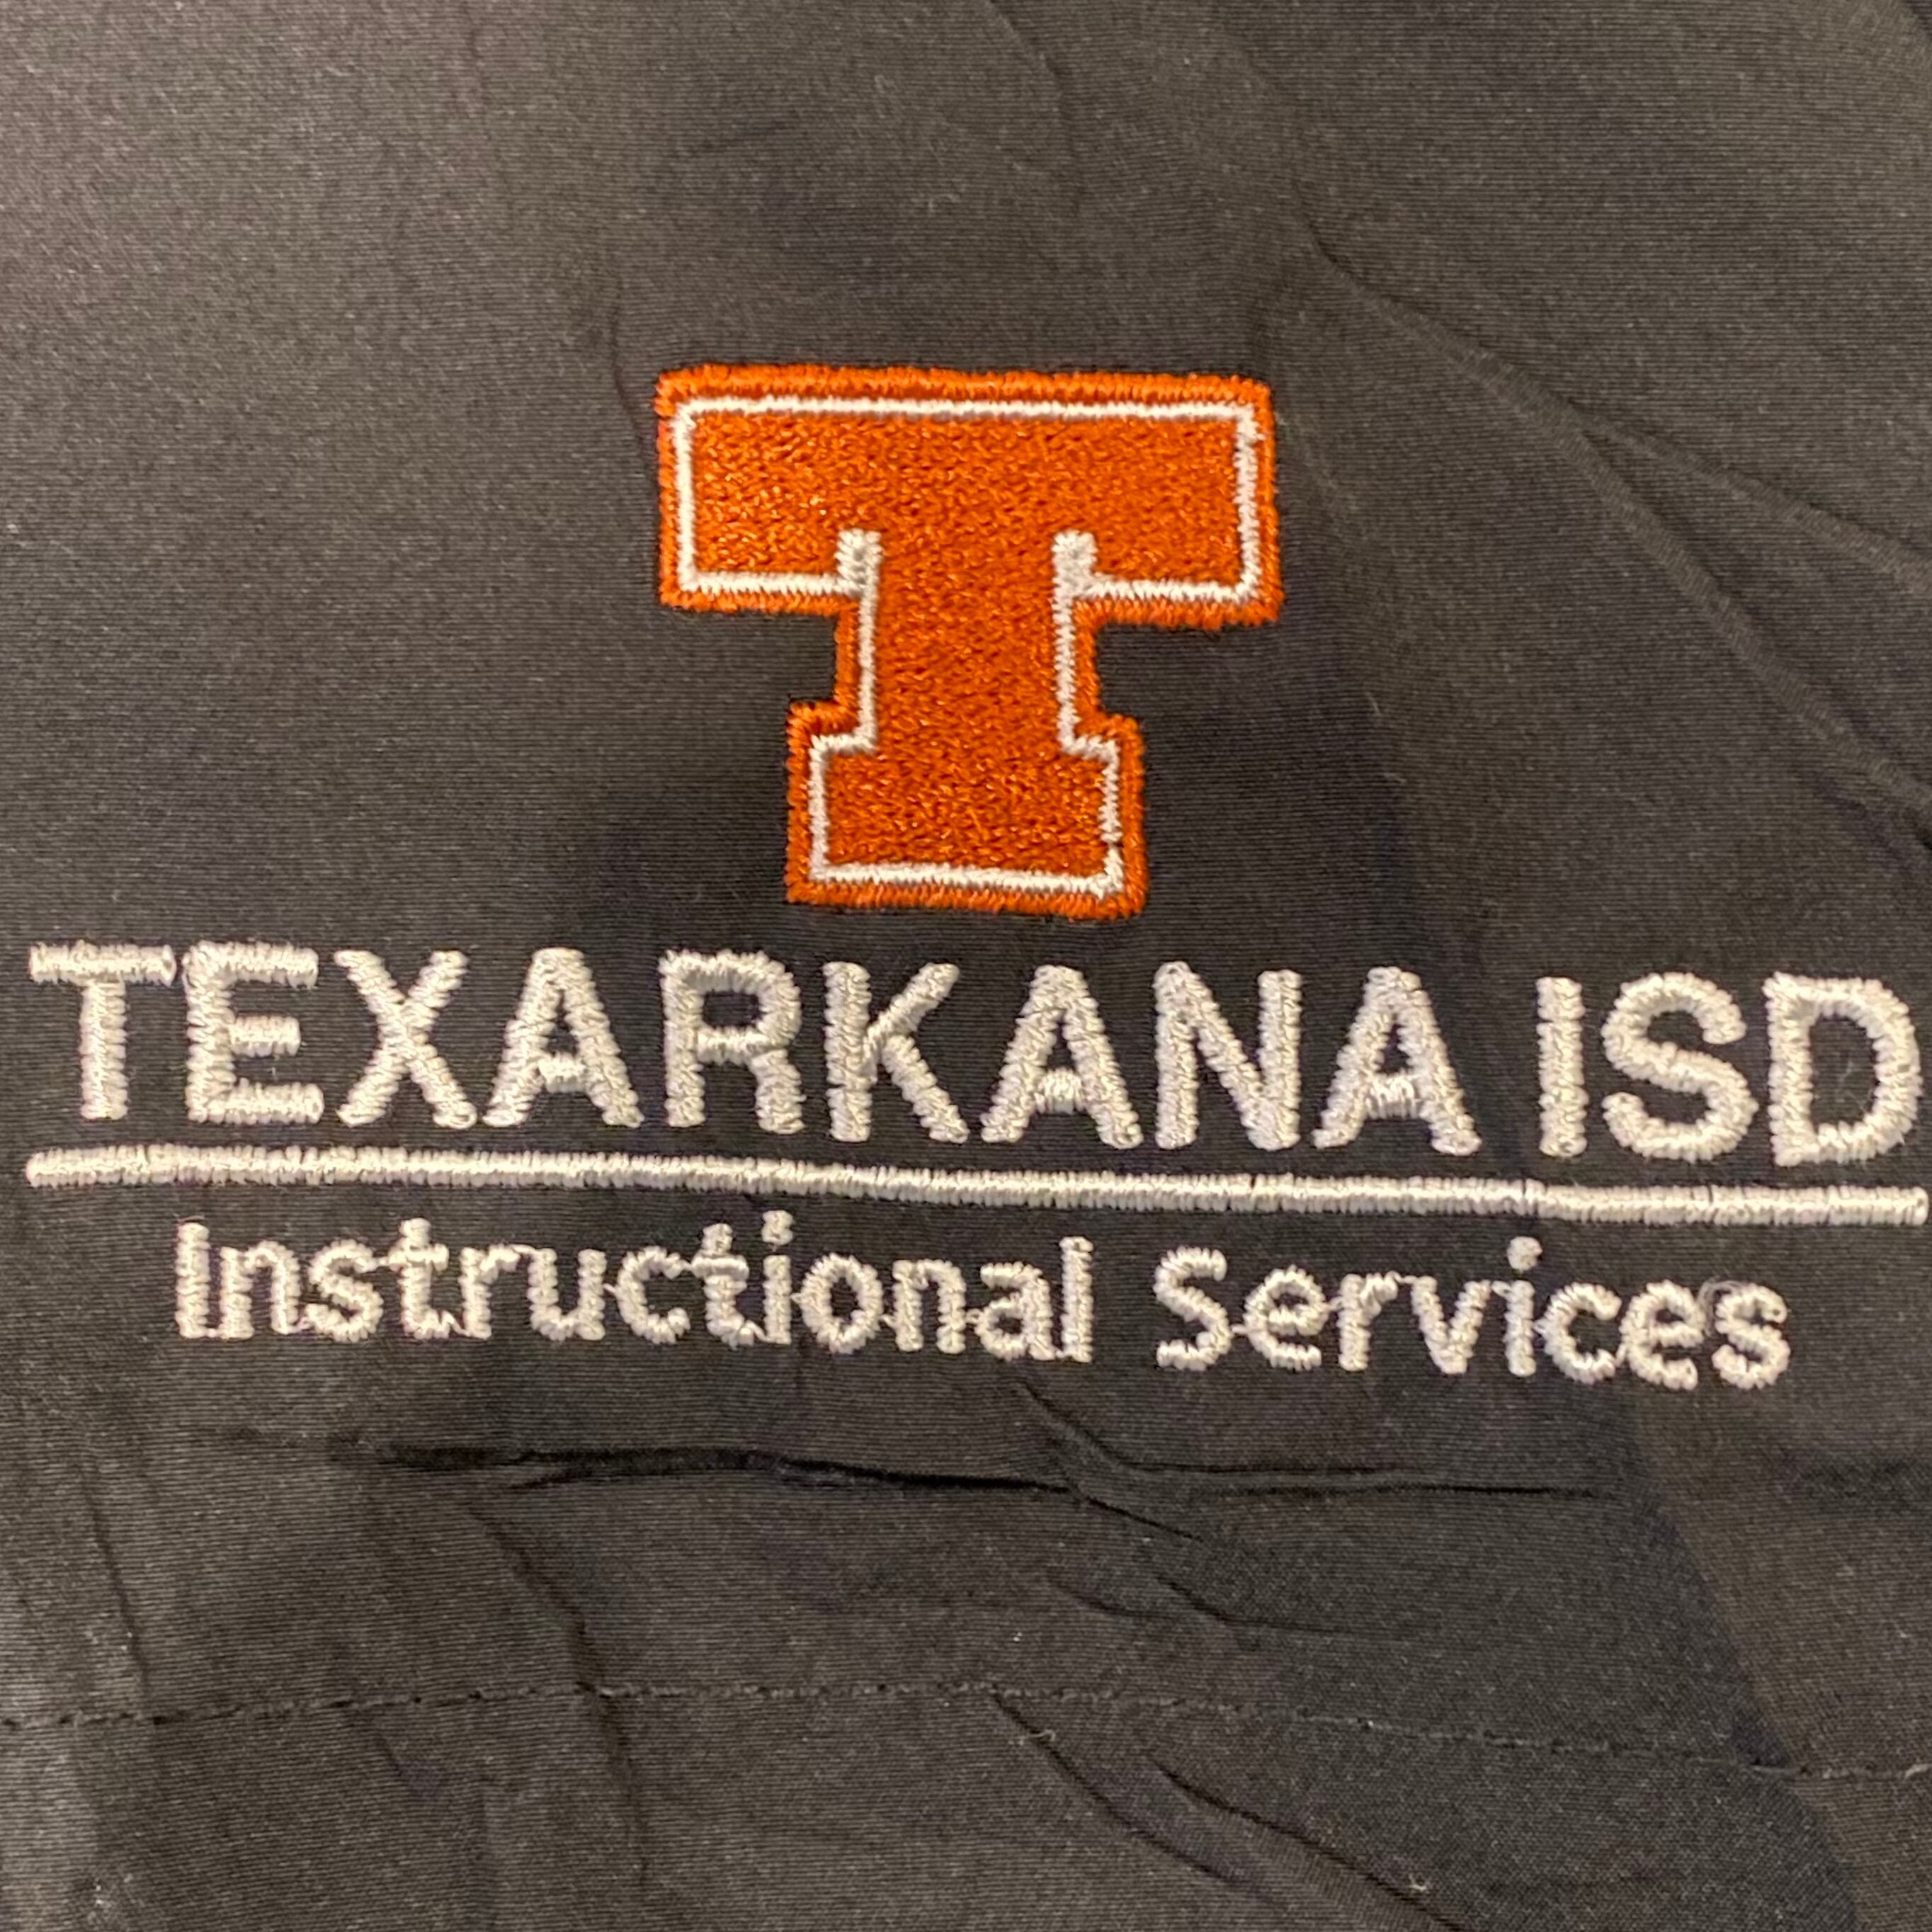 T
TEXARKANA ISD
Instructional Services